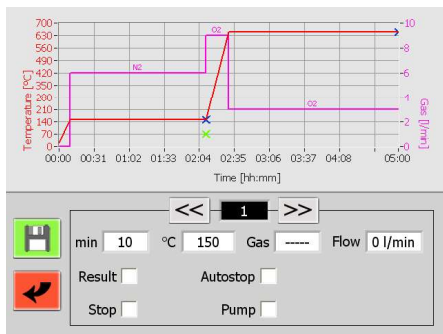 700
630
560
490
420
350
280
210
140
70
0
Temperature [°C]
N2
O2
O2
10
8
6
4
2
0
Gas [l/min]
00:00 00:31 01:02 01:33 02:04 02:35 03:06 03:37 04:08 05:00
Time [hh:mm]
<< 1 >>
min 10 °C 150 Gas ----- Flow 0 l/min
Result Autostop
Stop Pump